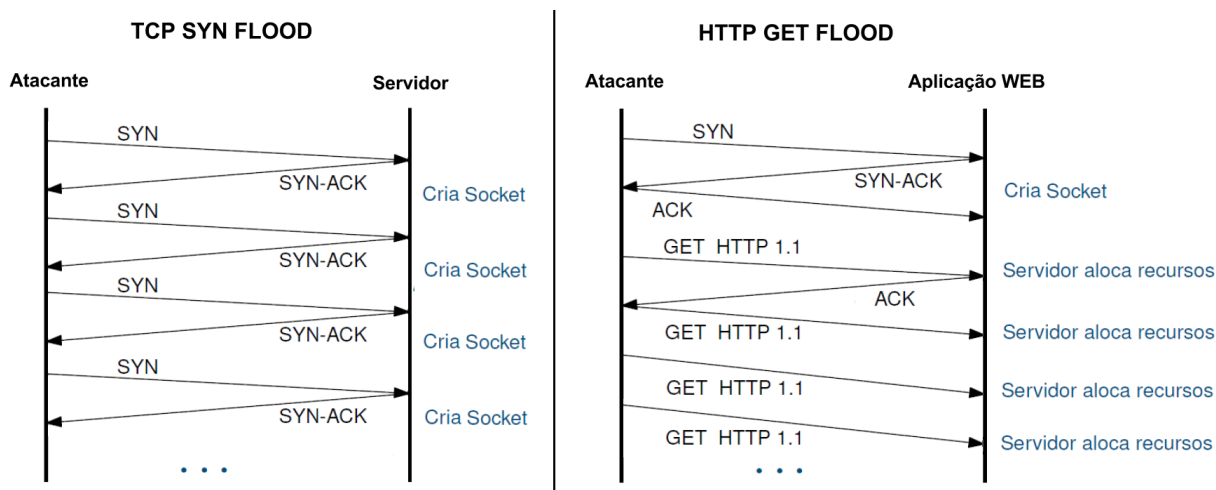 TCP SYN FLOOD
Atacante
Servidor
SYN
SYN-ACK
Cria Socket
SYN
SYN-ACK
Cria Socket
SYN
SYN-ACK
Cria Socket
SYN
SYN-ACK
Cria Socket
. . .
HTTP GET FLOOD
Atacante
Aplicação WEB
SYN
SYN-ACK
Cria Socket
ACK
GET HTTP 1.1
Servidor aloca recursos
ACK
GET HTTP 1.1
Servidor aloca recursos
GET HTTP 1.1
Servidor aloca recursos
GET HTTP 1.1
Servidor aloca recursos
. . .